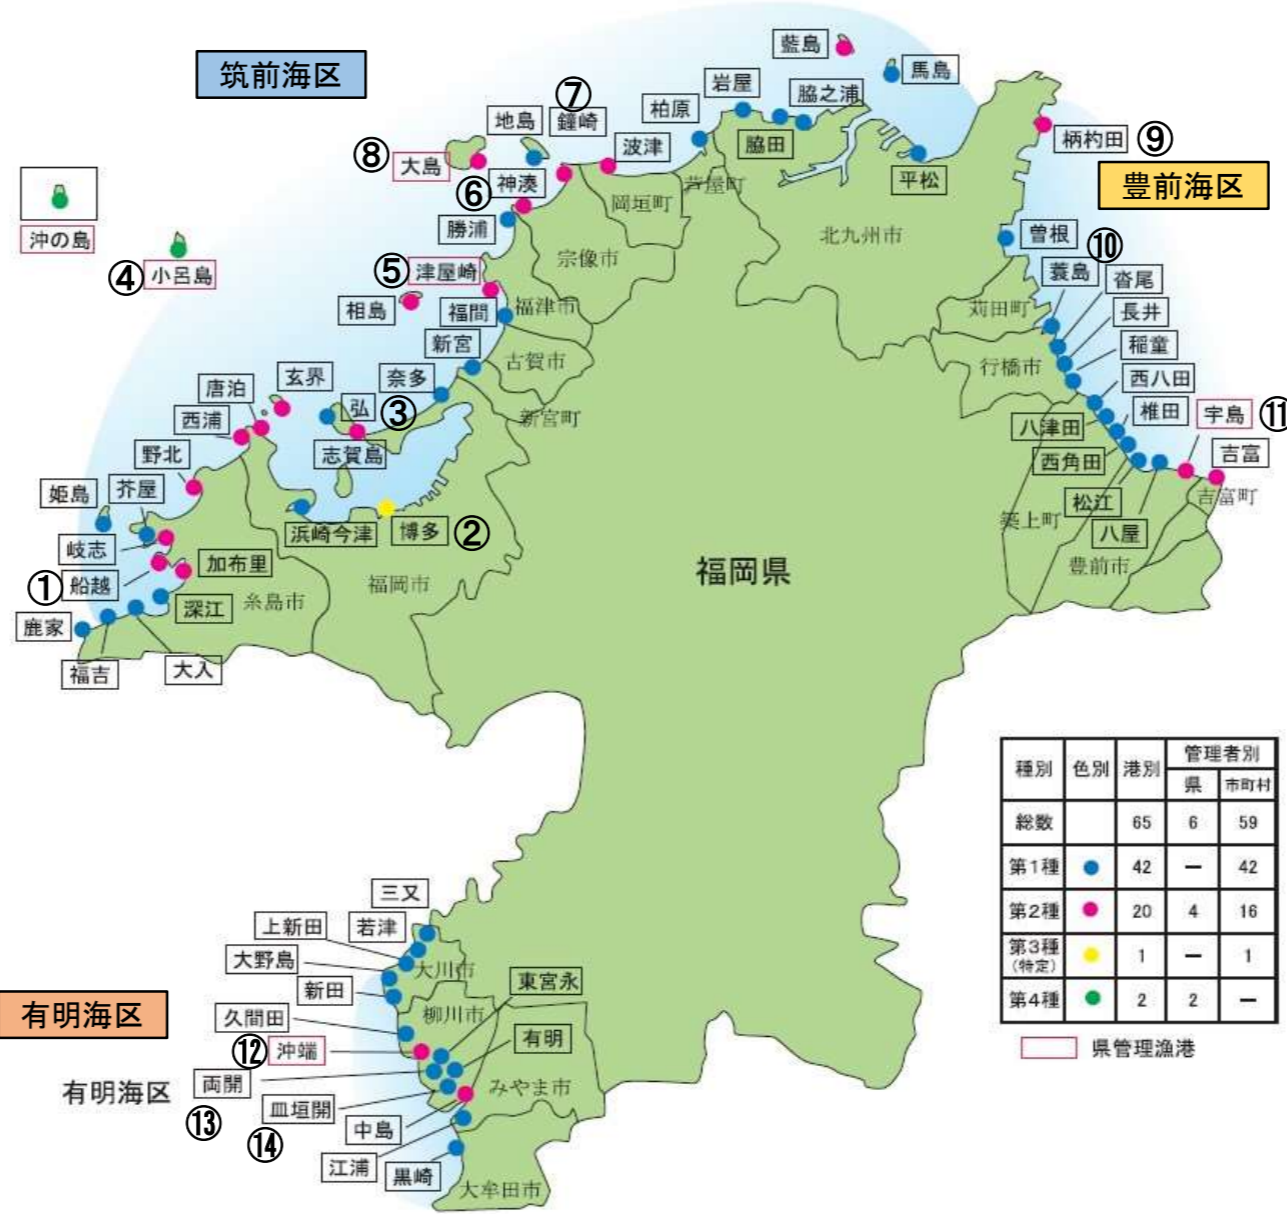 筑前海区
藍島
馬島
岩屋
脇之浦
⑦
地島
鐘崎
柏原
脇田
⑧
大島
波津
柄杓田
⑨
平松
⑥
神湊
芦屋町
岡垣町
豊前海区
沖の島
勝浦
北九州市
曽根
⑩
宗像市
蓑島
④
小呂島
⑤
津屋崎
沓尾
相島
福間
福津市
苅田町
長井
新宮
古賀市
稲童
行橋市
西八田
玄界
奈多
唐泊
弘
③
新宮町
椎田
宇島
⑪
西浦
八津田
志賀島
西角田
吉富
野北
姫島
芥屋
松江
吉富町
浜崎今津
博多
②
築上町
八屋
岐志
加布里
福岡県
豊前市
①
船越
福岡市
深江
糸島市
鹿家
福吉
大入
種別
色別
港別
管理者別
県
市町村
総数 65 6 59
第1種 42 ー 42
第2種 20 4 16
第3種
(特定)
1 ー 1
第4種 2 2 ー
県管理漁港
三又
上新田
若津
大野島
大川市
新田
東宮永
有明海区
久間田
柳川市
⑫
沖端
有明
有明海区
両開
みやま市
⑬
皿垣開
⑭
中島
江浦
黒崎
大牟田市